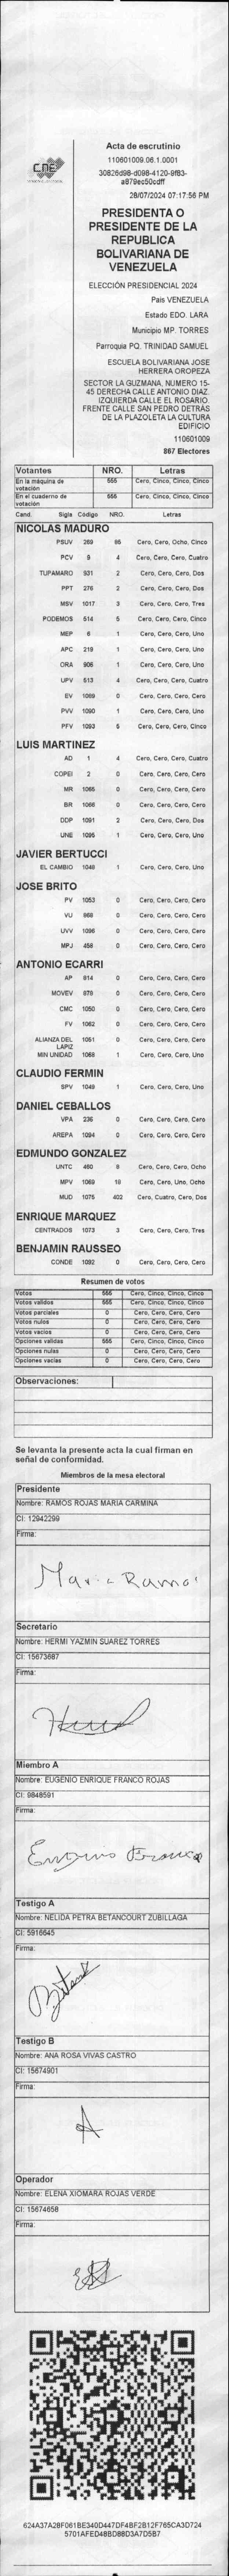 CNE
Acta de escrutinio
110601009.06.1.0001
30826d98-d098-4120-9f83-
a879ec50cdff
28/07/2024 07:17:56 PM
PRESIDENTA O
PRESIDENTE DE LA
REPUBLICA
BOLIVARIANA DE
VENEZUELA
ELECCIÓN PRESIDENCIAL 2024
País VENEZUELA
Estado EDO. LARA
Municipio MP. TORRES
Parroquia PQ. TRINIDAD SAMUEL
ESCUELA BOLIVARIANA JOSE
HERRERA OROPEZA
SECTOR LA GUZMANA, NUMERO 15-
45 DERECHA CALLE ANTONIO DIAZ.
IZQUIERDA CALLE EL ROSARIO.
FRENTE CALLE SAN PEDRO DETRÁS
DE LA PLAZOLETA LA CULTURA
EDIFICIO
110601009
867 Electores
Votantes NRO. Letras
En la máquina de votación 555 Cero, Cinco, Cinco, Cinco
En el cuaderno de votación 555 Cero, Cinco, Cinco, Cinco
Cand. Sigla Código NRO. Letras
NICOLAS MADURO
PSUV 269 85 Cero, Cero, Ocho, Cinco
PCV 9 4 Cero, Cero, Cero, Cuatro
TUPAMARO 931 2 Cero, Cero, Cero, Dos
PPT 276 2 Cero, Cero, Cero, Dos
MSV 1017 3 Cero, Cero, Cero, Tres
PODEMOS 514 5 Cero, Cero, Cero, Cinco
MEP 6 1 Cero, Cero, Cero, Uno
APC 219 1 Cero, Cero, Cero, Uno
ORA 906 1 Cero, Cero, Cero, Uno
UPV 513 4 Cero, Cero, Cero, Cuatro
EV 1089 0 Cero, Cero, Cero, Cero
PVV 1090 1 Cero, Cero, Cero, Uno
PFV 1093 5 Cero, Cero, Cero, Cinco
LUIS MARTINEZ
AD 1 4 Cero, Cero, Cero, Cuatro
COPEI 2 0 Cero, Cero, Cero, Cero
MR 1065 0 Cero, Cero, Cero, Cero
BR 1066 0 Cero, Cero, Cero, Cero
DDP 1091 2 Cero, Cero, Cero, Dos
UNE 1095 1 Cero, Cero, Cero, Uno
JAVIER BERTUCCI
EL CAMBIO 1048 1 Cero, Cero, Cero, Uno
JOSE BRITO
PV 1053 0 Cero, Cero, Cero, Cero
VU 868 0 Cero, Cero, Cero, Cero
UVV 1096 0 Cero, Cero, Cero, Cero
MPJ 458 0 Cero, Cero, Cero, Cero
ANTONIO ECARRI
AP 814 0 Cero, Cero, Cero, Cero
MOVEV 979 0 Cero, Cero, Cero, Cero
CMC 1050 0 Cero, Cero, Cero, Cero
FV 1062 0 Cero, Cero, Cero, Cero
ALIANZA DEL LAPIZ 1051 0 Cero, Cero, Cero, Cero
MIN UNIDAD 1068 1 Cero, Cero, Cero, Uno
CLAUDIO FERMIN
SPV 1049 1 Cero, Cero, Cero, Uno
DANIEL CEBALLOS
VPA 236 0 Cero, Cero, Cero, Cero
AREPA 1094 0 Cero, Cero, Cero, Cero
EDMUNDO GONZALEZ
UNTC 460 8 Cero, Cero, Cero, Ocho
MPV 1069 18 Cero, Cero, Uno, Ocho
MUD 1075 402 Cero, Cuatro, Cero, Dos
ENRIQUE MARQUEZ
CENTRADOS 1073 3 Cero, Cero, Cero, Tres
BENJAMIN RAUSSEO
CONDE 1092 0 Cero, Cero, Cero, Cero
Resumen de votos
Votos 555 Cero, Cinco, Cinco, Cinco
Votos validos 555 Cero, Cinco, Cinco, Cinco
Votos parciales 0 Cero, Cero, Cero, Cero
Votos nulos 0 Cero, Cero, Cero, Cero
Votos vacios 0 Cero, Cero, Cero, Cero
Opciones validas 555 Cero, Cinco, Cinco, Cinco
Opciones nulas 0 Cero, Cero, Cero, Cero
Opciones vacias 0 Cero, Cero, Cero, Cero
Observaciones:
Se levanta la presente acta la cual firman en
señal de conformidad.
Miembros de la mesa electoral
Presidente
Nombre: RAMOS ROJAS MARIA CARMINA
CI: 12942299
Firma:
Maria Ramos
Secretario
Nombre: HERMI YAZMIN SUAREZ TORRES
CI: 15673687
Firma:
Miembro A
Nombre: EUGENIO ENRIQUE FRANCO ROJAS
CI: 9848591
Firma:
Eugenio Franco
Testigo A
Nombre: NELIDA PETRA BETANCOURT ZUBILLAGA
CI: 5916645
Firma:
Testigo B
Nombre: ANA ROSA VIVAS CASTRO
CI: 15674901
Firma:
Operador
Nombre: ELENA XIOMARA ROJAS VERDE
CI: 15674658
Firma:
624A37A28F061BE340D447DF4BF2B12F765CA3D724
5701AFED48BD88D3A7D5B7